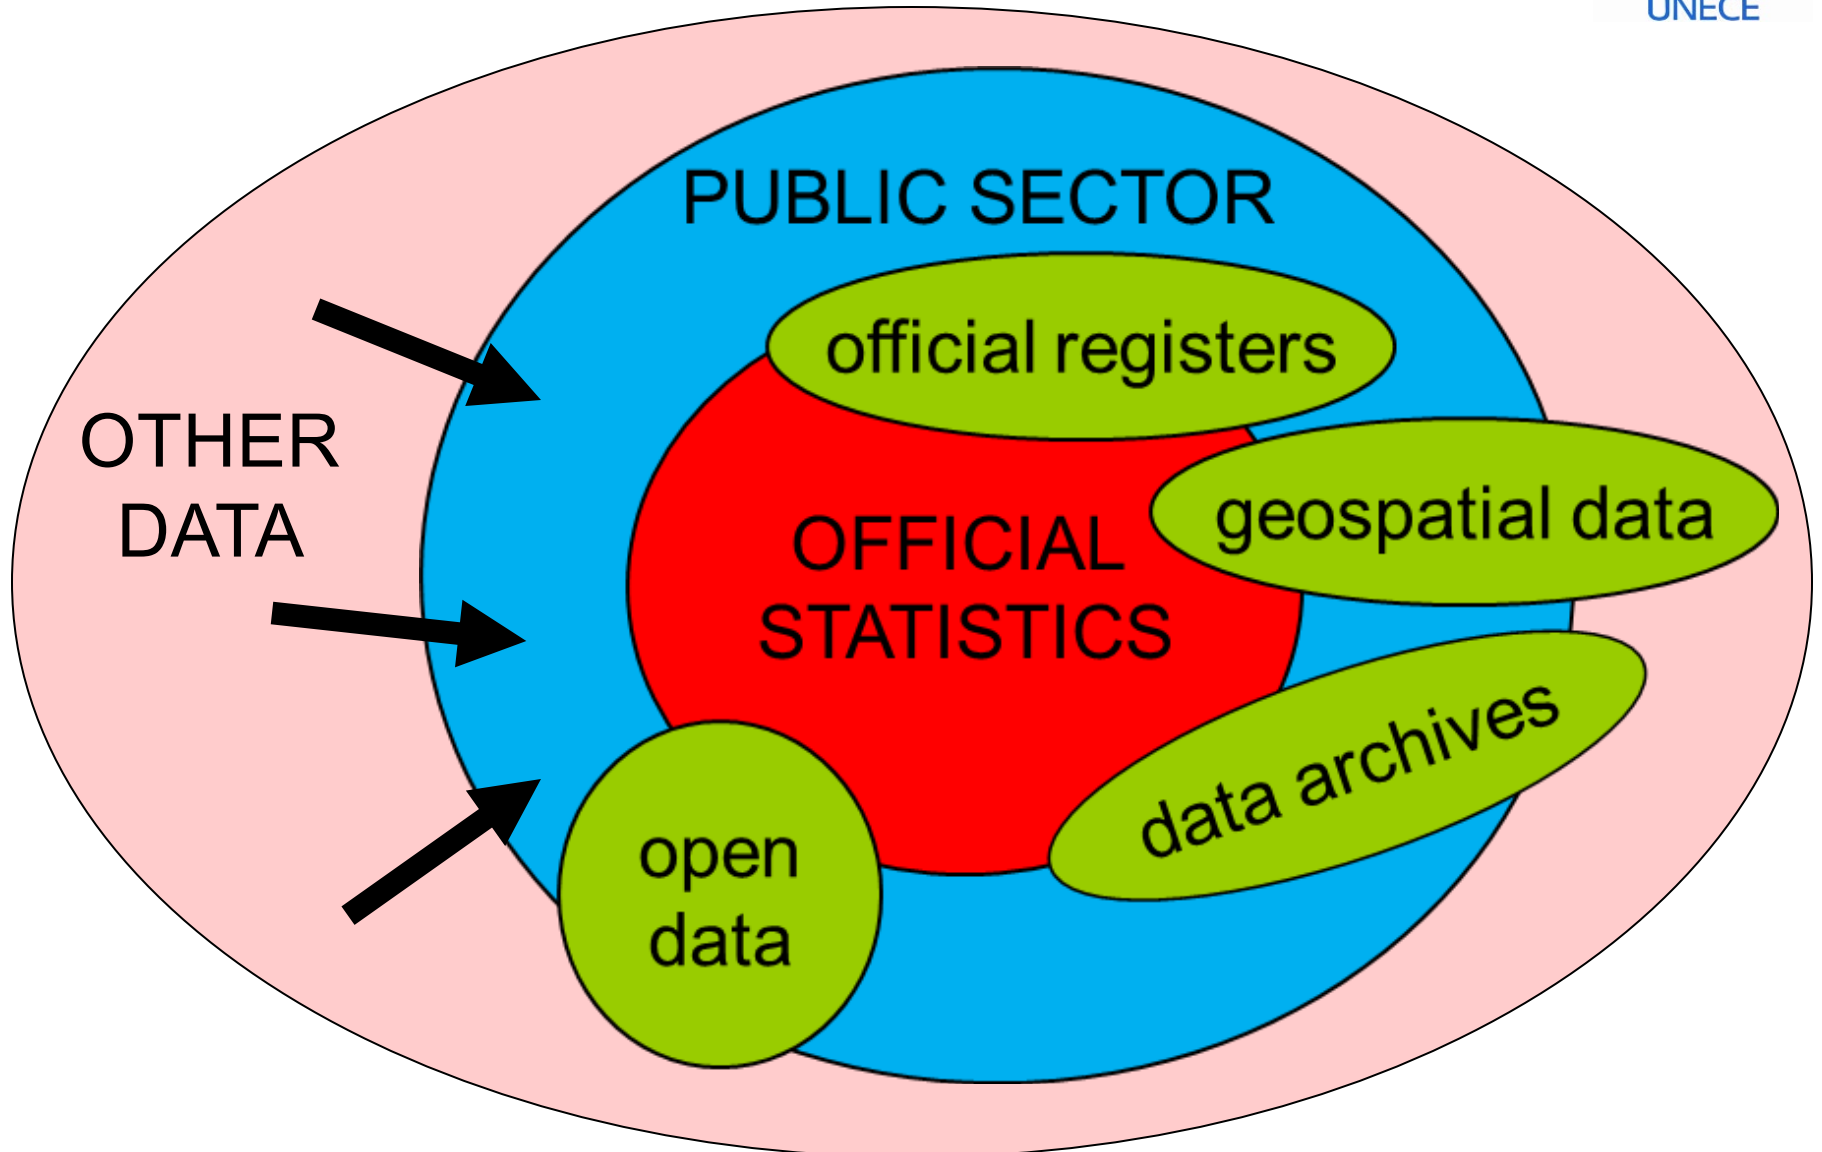 UNECE
PUBLIC SECTOR
official registers
OTHER
DATA
geospatial data
OFFICIAL
STATISTICS
data archives
open
data